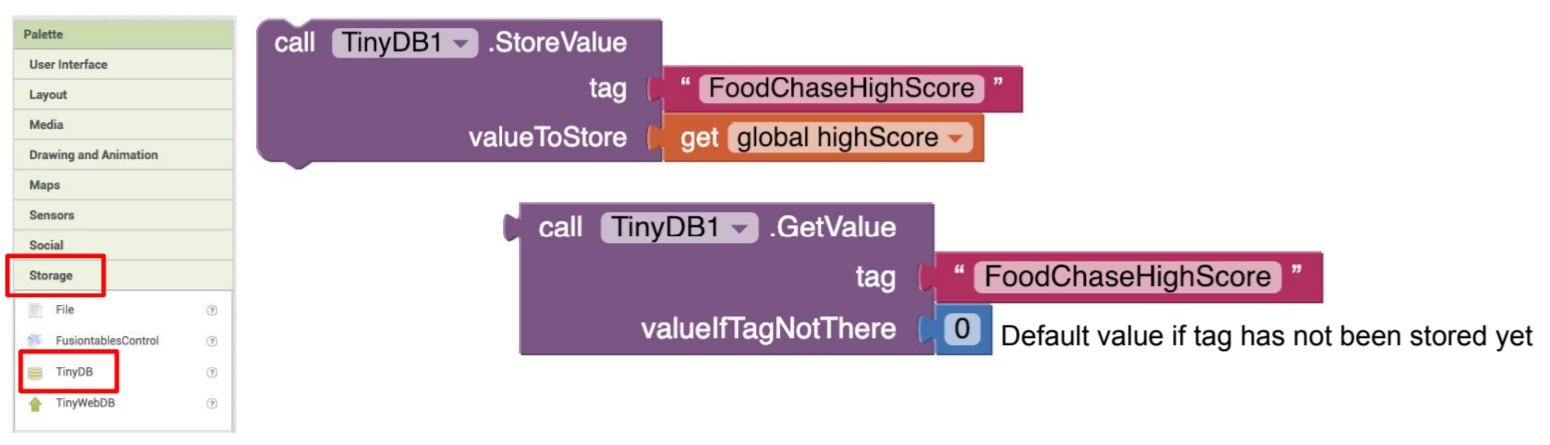 Palette
User Interface
Layout
Media
Drawing and Animation
Maps
Sensors
Social
Storage
File ?
FusiontablesControl ?
TinyDB ?
TinyWebDB ?
call TinyDB1 .StoreValue
tag “ FoodChaseHighScore ”
valueToStore get global highScore
call TinyDB1 .GetValue
tag “ FoodChaseHighScore ”
valueIfTagNotThere 0 Default value if tag has not been stored yet